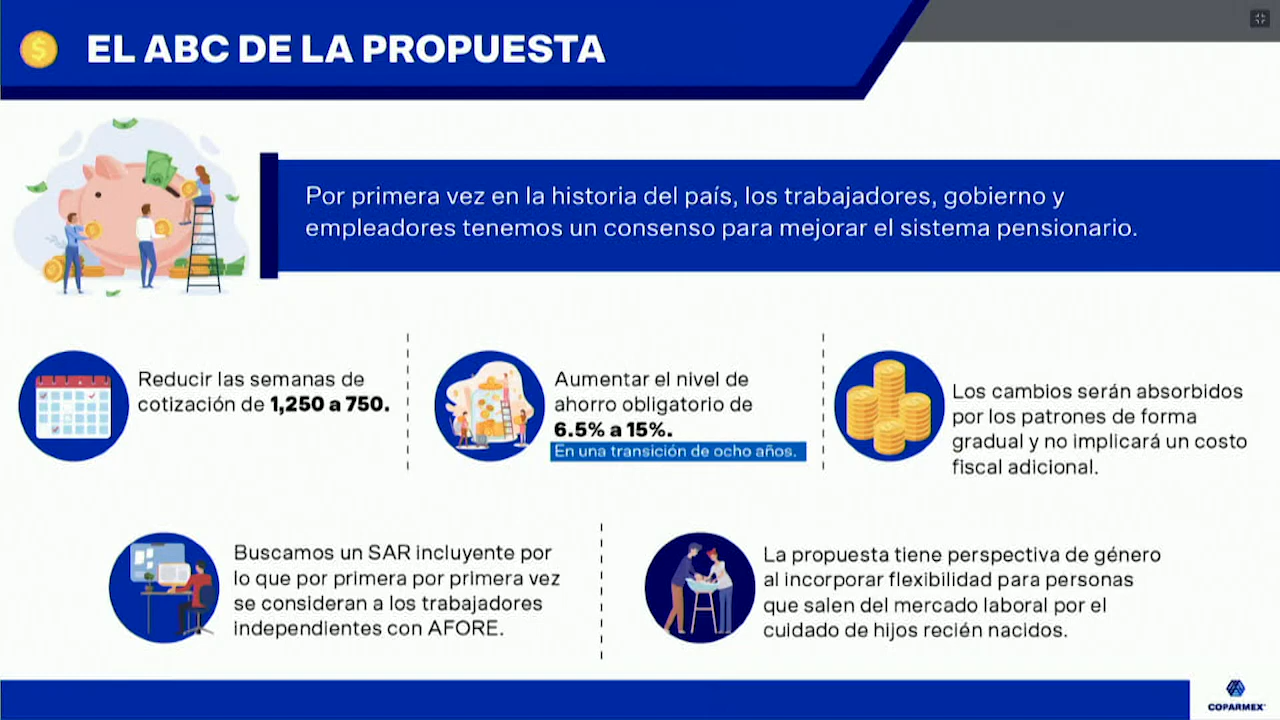 EL ABC DE LA PROPUESTA
Por primera vez en la historia del país, los trabajadores, gobierno y
empleadores tenemos un consenso para mejorar el sistema pensionario.
Reducir las semanas de
cotización de 1,250 a 750.
Aumentar el nivel de
ahorro obligatorio de
6.5% a 15%.
En una transición de ocho años.
Los cambios serán absorbidos
por los patrones de forma
gradual y no implicará un costo
fiscal adicional.
Buscamos un SAR incluyente por
lo que por primera por primera vez
se consideran a los trabajadores
independientes con AFORE.
La propuesta tiene perspectiva de género
al incorporar flexibilidad para personas
que salen del mercado laboral por el
cuidado de hijos recién nacidos.
COPARMEX